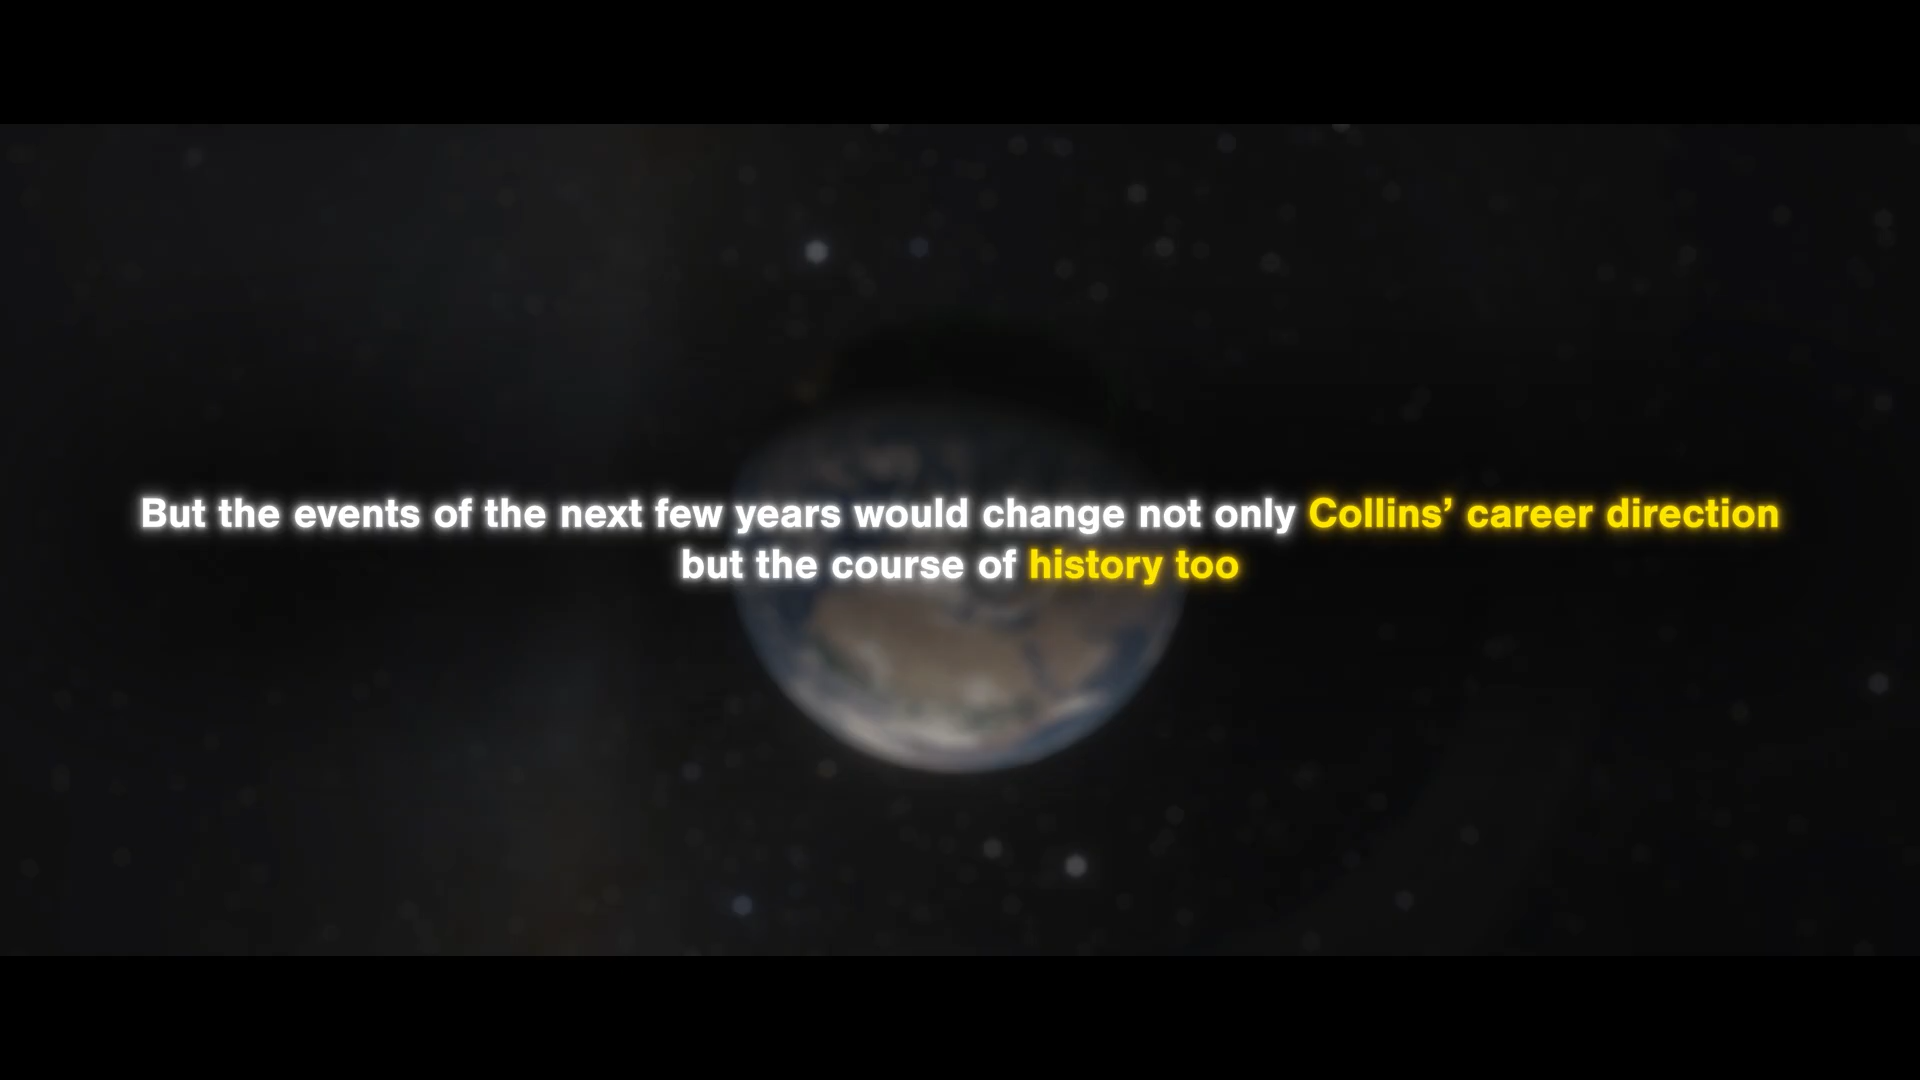 But the events of the next few years would change not only Collins’ career direction
but the course of history too